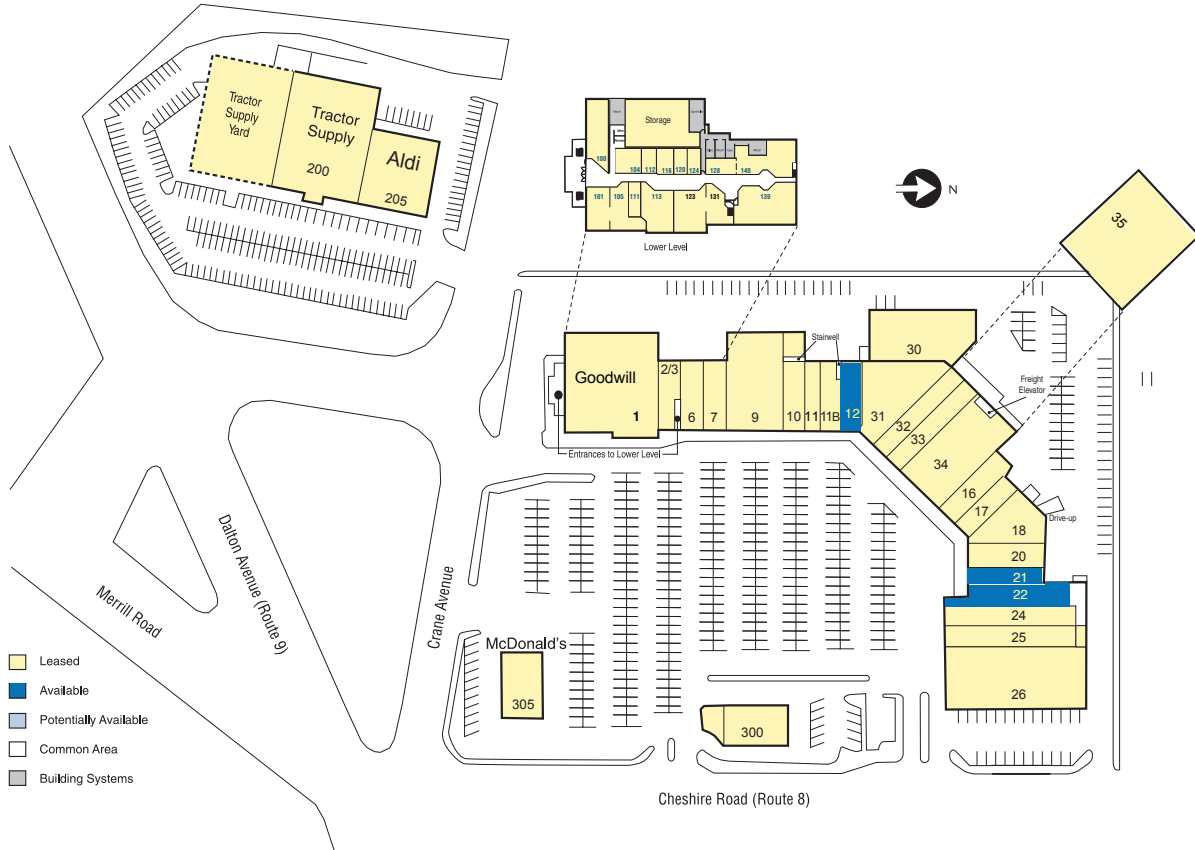 Tractor
Supply
Yard
Tractor
Supply
200
Aldi
205
Storage
100
104
112
116
120
124
128
140
101
105
111
113
123
131
139
Lower Level
N
35
Goodwill
1
2/3
6
7
9
10
11
11B
12
Stairwell
30
31
32
33
34
Freight
Elevator
16
17
18
Drive-up
20
21
22
24
25
26
Entrances to Lower Level
Merrill Road
Dalton Avenue (Route 9)
Crane Avenue
McDonald's
305
300
Cheshire Road (Route 8)
Leased
Available
Potentially Available
Common Area
Building Systems